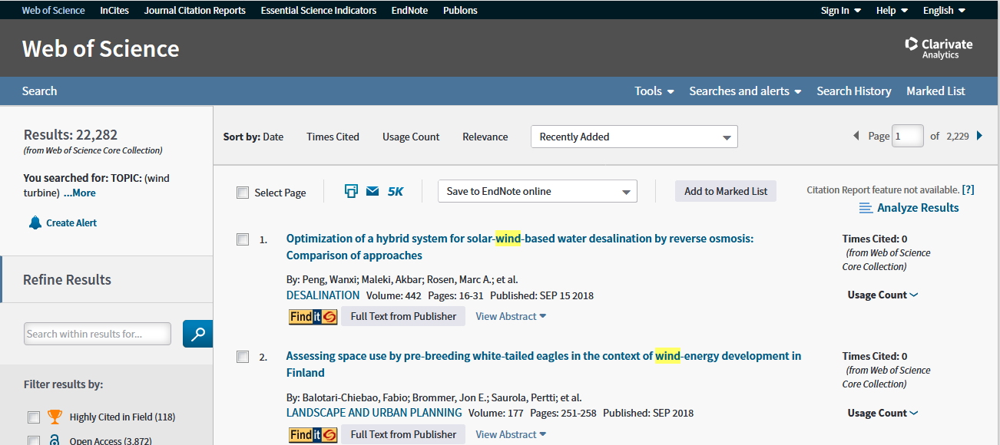 Web of Science InCites Journal Citation Reports Essential Science Indicators EndNote Publons Sign In Help English
Web of Science
Clarivate
Analytics
Search Tools Searches and alerts Search History Marked List
Results: 22,282
(from Web of Science Core Collection)
You searched for: TOPIC: (wind
turbine) ...More
Create Alert
Refine Results
Search within results for...
Filter results by:
Highly Cited in Field (118)
Open Access (3,872)
Sort by: Date Times Cited Usage Count Relevance Recently Added Page 1 of 2,229
Select Page 5K Save to EndNote online Add to Marked List
Citation Report feature not available. [?]
Analyze Results
1. Optimization of a hybrid system for solar-wind-based water desalination by reverse osmosis:
Comparison of approaches
By: Peng, Wanxi; Maleki, Akbar; Rosen, Marc A.; et al.
DESALINATION Volume: 442 Pages: 16-31 Published: SEP 15 2018
Find it S Full Text from Publisher View Abstract
Times Cited: 0
(from Web of Science
Core Collection)
Usage Count
2. Assessing space use by pre-breeding white-tailed eagles in the context of wind-energy development in
Finland
By: Balotari-Chiebao, Fabio; Brommer, Jon E.; Saurola, Pertti; et al.
LANDSCAPE AND URBAN PLANNING Volume: 177 Pages: 251-258 Published: SEP 2018
Find it S Full Text from Publisher View Abstract
Times Cited: 0
(from Web of Science
Core Collection)
Usage Count